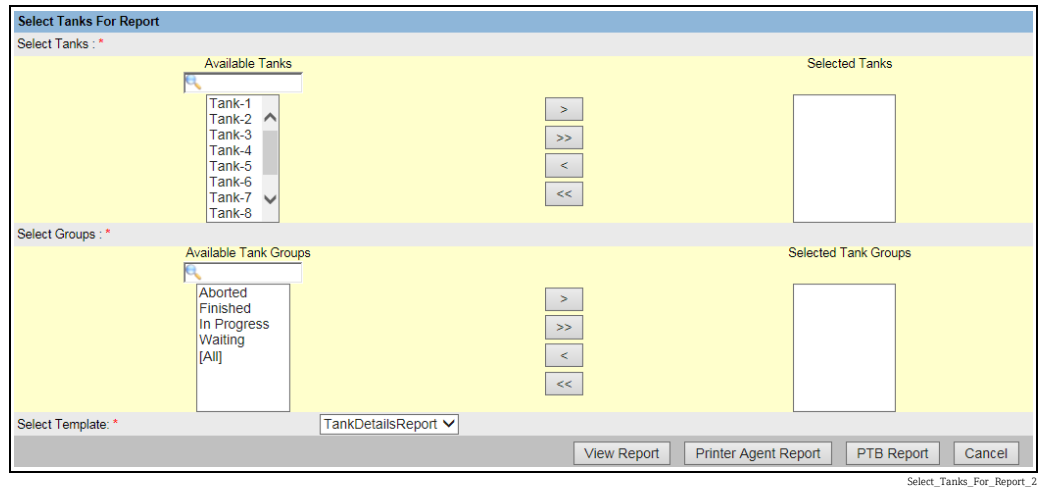 Select Tanks For Report
Select Tanks : *
Available Tanks
Selected Tanks
Tank-1
Tank-2
Tank-3
Tank-4
Tank-5
Tank-6
Tank-7
Tank-8
>
>>
<
<<
Select Groups : *
Available Tank Groups
Selected Tank Groups
Aborted
Finished
In Progress
Waiting
[All]
>
>>
<
<<
Select Template: *
TankDetailsReport
View Report
Printer Agent Report
PTB Report
Cancel
Select_Tanks_For_Report_2